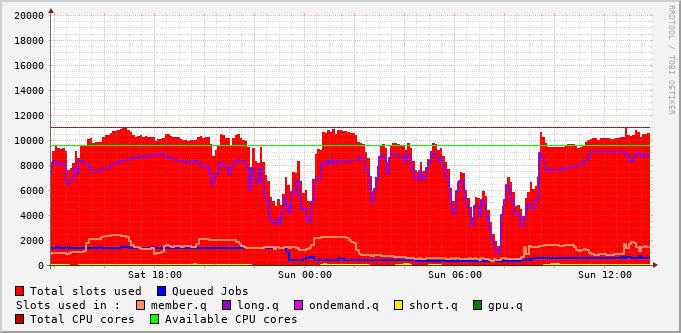 20000
18000
16000
14000
12000
10000
8000
6000
4000
2000
0
Sat 18:00 Sun 00:00 Sun 06:00 Sun 12:00
RRDTOOL / TOBI OETIKER
Total slots used Queued Jobs
Slots used in : member.q long.q ondemand.q short.q gpu.q
Total CPU cores Available CPU cores